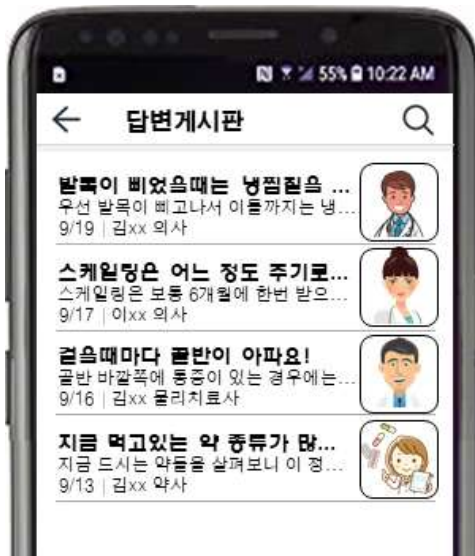 N 55% 10:22 AM
답변게시판
발목이 삐었을때는 냉찜질을 ...
우선 발목이 삐고나서 이틀까지는 냉...
9/19 | 김xx 의사
스케일링은 어느 정도 주기로...
스케일링은 보통 6개월에 한번 받으...
9/17 | 이xx 의사
걸을때마다 골반이 아파요!
골반 바깥쪽에 통증이 있는 경우에는...
9/16 | 김xx 물리치료사
지금 먹고있는 약 종류가 많...
지금 드시는 약들을 살펴보니 이 정...
9/13 | 김xx 약사